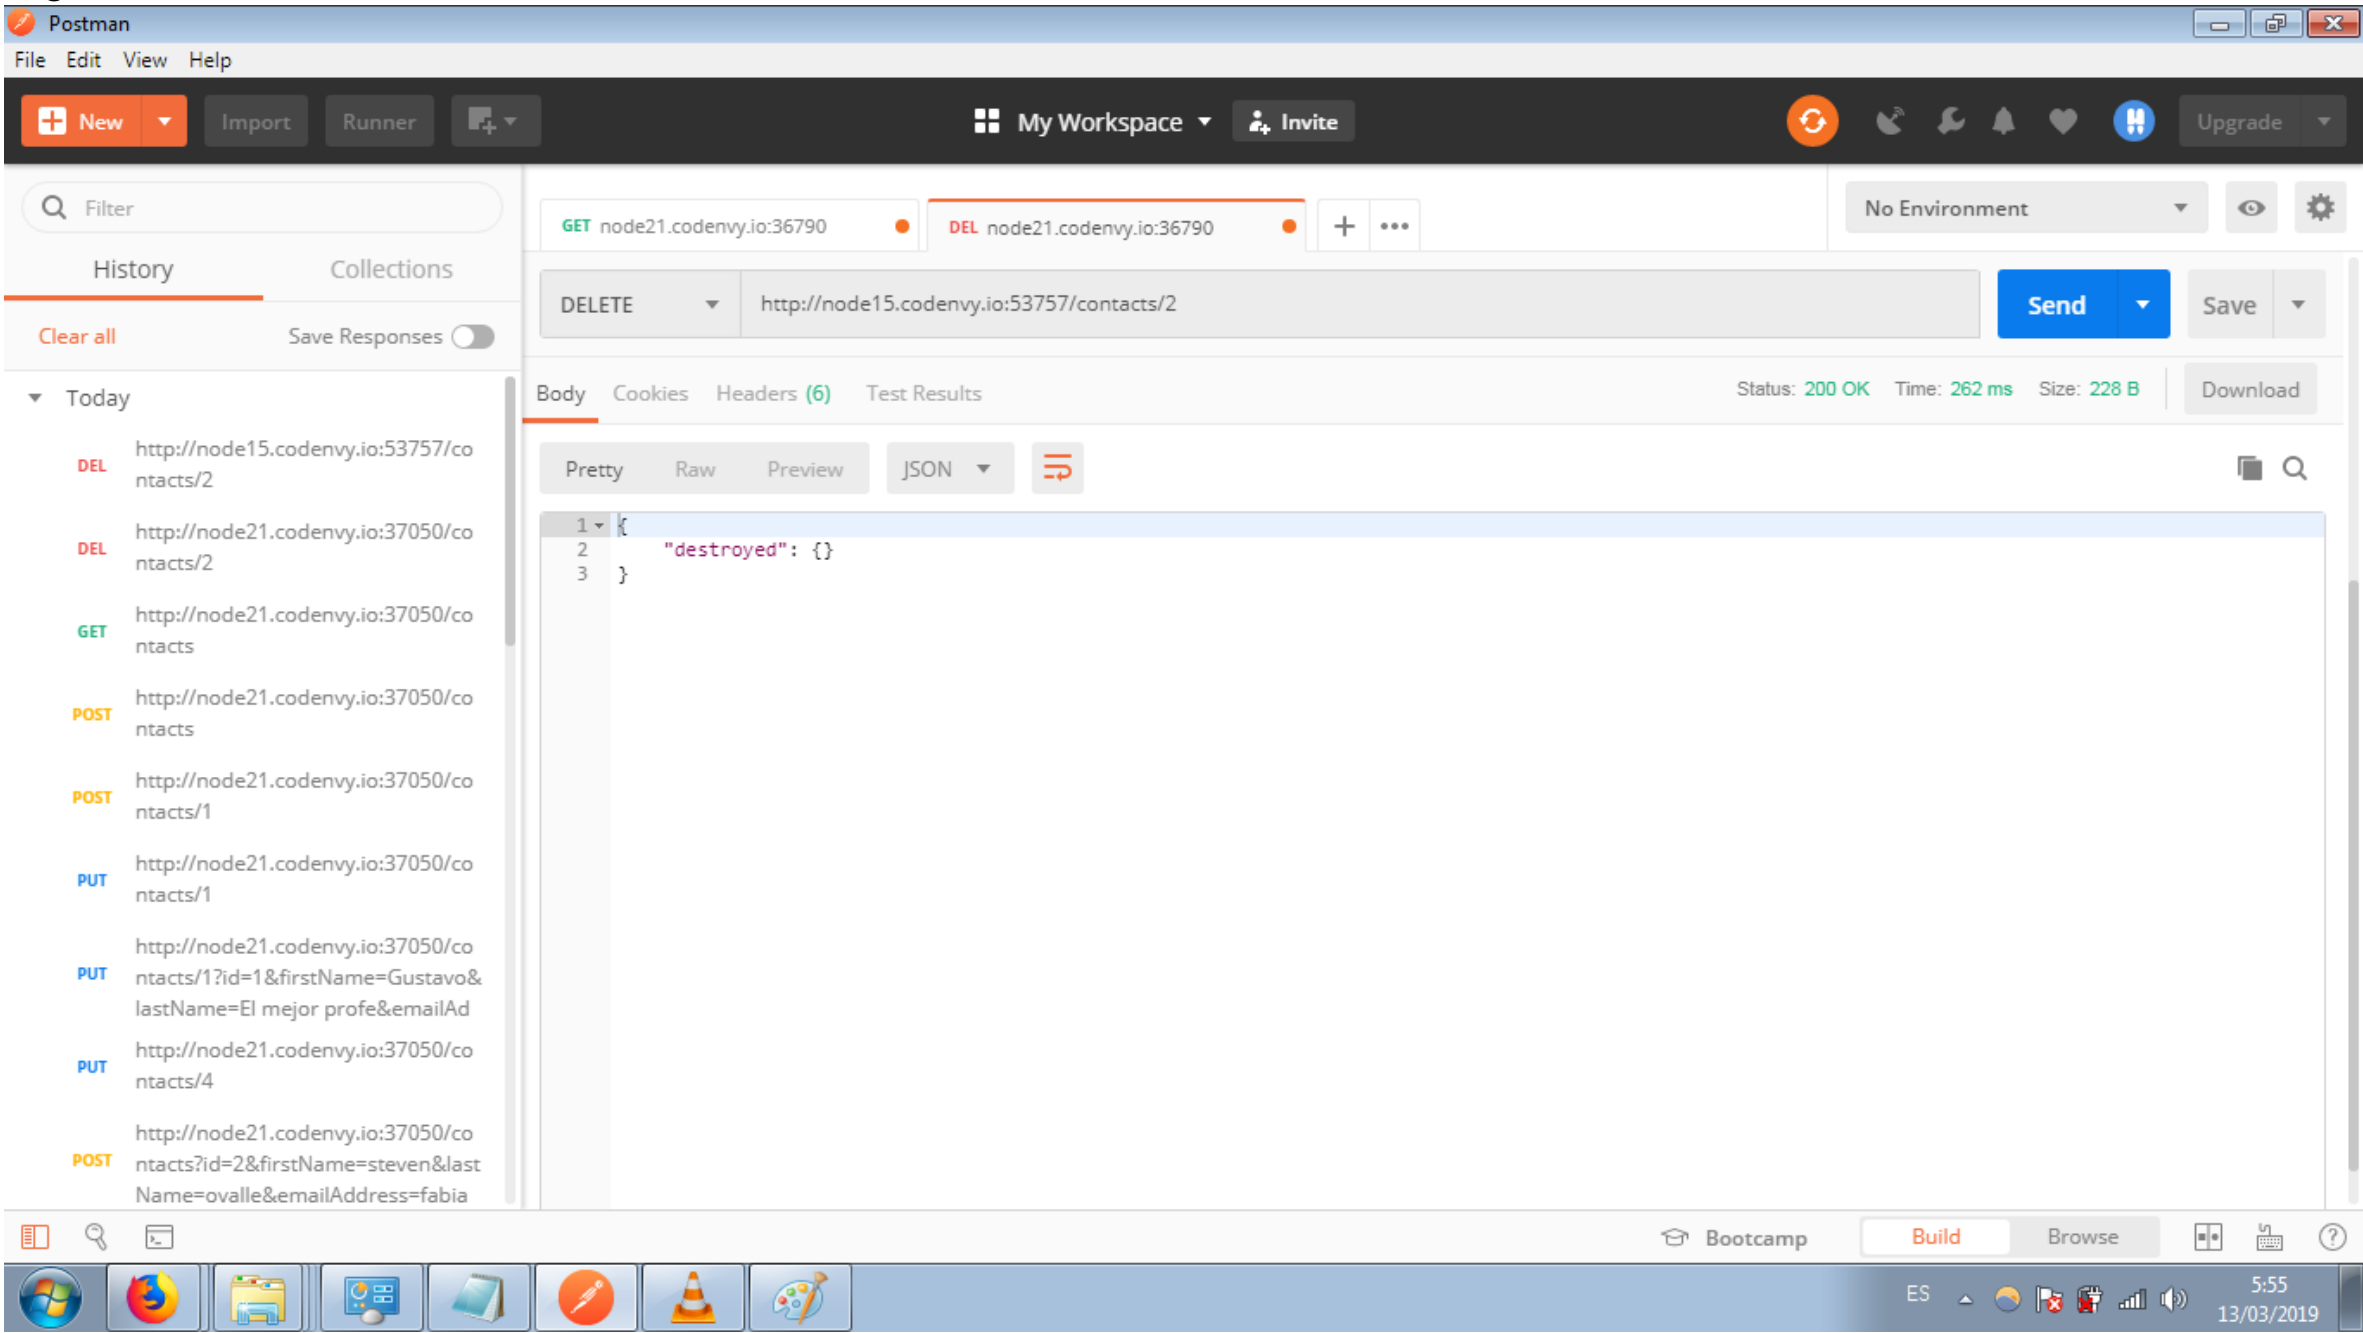 Postman
File Edit View Help
New Import Runner My Workspace Invite Upgrade
Filter
History Collections
Clear all Save Responses
Today
DEL http://node15.codenvy.io:53757/co
ntacts/2
DEL http://node21.codenvy.io:37050/co
ntacts/2
GET http://node21.codenvy.io:37050/co
ntacts
POST http://node21.codenvy.io:37050/co
ntacts
POST http://node21.codenvy.io:37050/co
ntacts/1
PUT http://node21.codenvy.io:37050/co
ntacts/1
PUT http://node21.codenvy.io:37050/co
ntacts/1?id=1&firstName=Gustavo&
lastName=El mejor profe&emailAd
PUT http://node21.codenvy.io:37050/co
ntacts/4
POST http://node21.codenvy.io:37050/co
ntacts?id=2&firstName=steven&last
Name=ovalle&emailAddress=fabia
GET node21.codenvy.io:36790 DEL node21.codenvy.io:36790 No Environment
DELETE http://node15.codenvy.io:53757/contacts/2 Send Save
Body Cookies Headers (6) Test Results Status: 200 OK Time: 262 ms Size: 228 B Download
Pretty Raw Preview JSON
1 {
2 "destroyed": {}
3 }
Bootcamp Build Browse
ES 5:55
13/03/2019